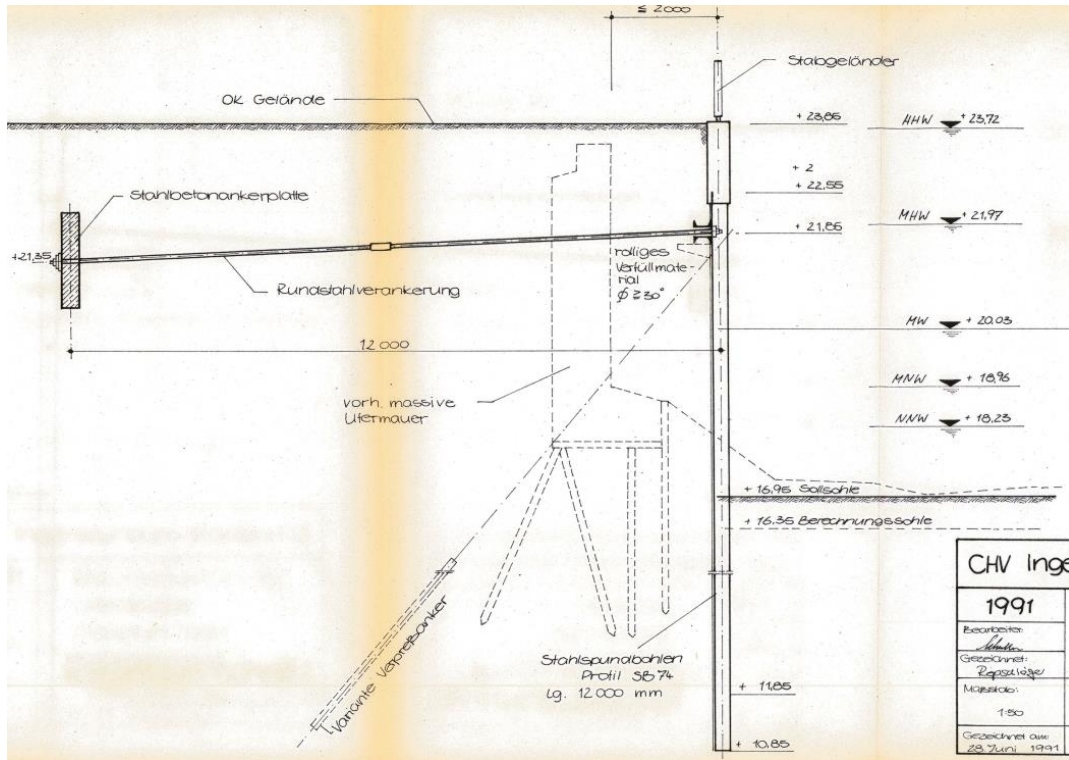 ≤ 2000
Stabgeländer
OK Gelände
+ 23,85
HHW + 23,72
+ 2
+ 22,55
Stahlbetonankerplatte
MHW + 21,97
+ 21,85
rolliges
Verfüllmate-
rial
ϕ ≥ 30°
+21,35
Rundstahlverankerung
MW + 20,03
12 000
MNW + 18,96
vorh. massive
Ufermauer
NNW + 18,23
+ 16,95 Sollsohle
+ 16,35 Berechnungssohle
CHV Inge
1991
Bearbeiter:
Gezeichnet:
Maßstab:
1:50
Gezeichnet am:
28. Juni 1991
Variante Verpreßanker
Stahlspundbohlen
Profil SB 74
Lg. 12 000 mm
+ 11,85
+ 10,85